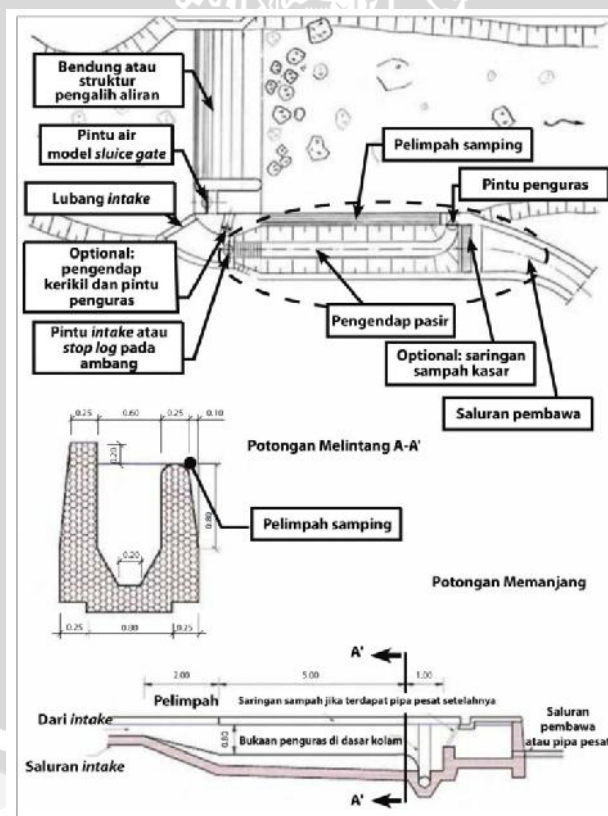 Bendung atau
struktur
pengalih aliran
Pintu air
model sluice gate
Pelimpah samping
Pintu penguras
Lubang intake
Optional:
pengendap
kerikil dan pintu
penguras
Pengendap pasir
Pintu intake atau
stop log pada
ambang
Optional: saringan
sampah kasar
Saluran pembawa
0.25 0.60 0.25 0.10
Potongan Melintang A-A'
0.20
0.80
Pelimpah samping
0.20
Potongan Memanjang
0.25 0.80 0.25
A'
2.00 5.00 1.00
Pelimpah
Saringan sampah jika terdapat pipa pesat setelahnya
Dari intake
Saluran
pembawa
atau pipa pesat
0.80
Bukaan penguras di dasar kolam
Saluran intake
A'